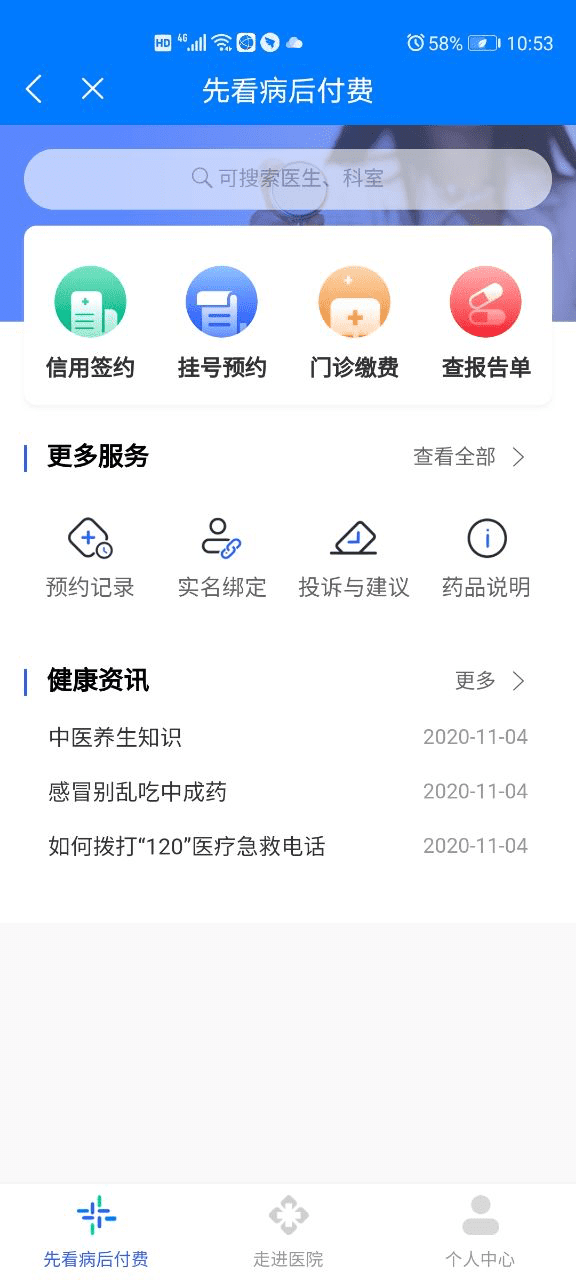 HD 4G 58% 10:53
先看病后付费
可搜索医生、科室
信用签约 挂号预约 门诊缴费 查报告单
更多服务 查看全部
预约记录 实名绑定 投诉与建议 药品说明
健康资讯 更多
中医养生知识 2020-11-04
感冒别乱吃中成药 2020-11-04
如何拨打“120”医疗急救电话 2020-11-04
先看病后付费 走进医院 个人中心